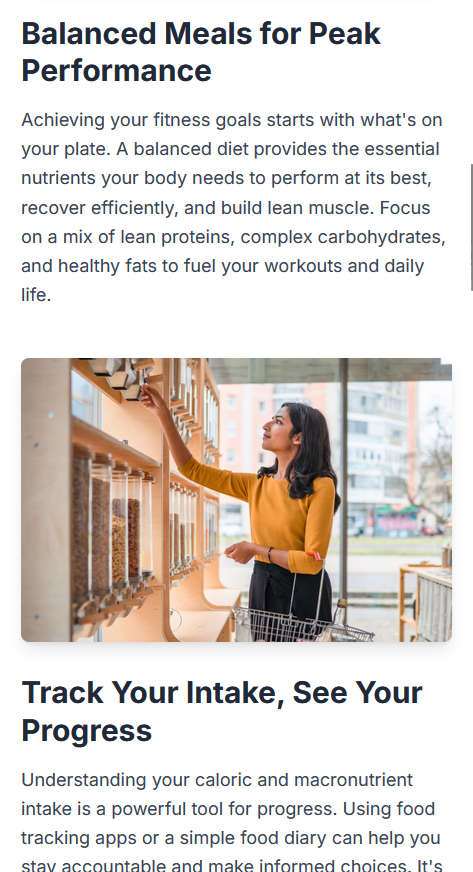 Balanced Meals for Peak
Performance
Achieving your fitness goals starts with what's on
your plate. A balanced diet provides the essential
nutrients your body needs to perform at its best,
recover efficiently, and build lean muscle. Focus
on a mix of lean proteins, complex carbohydrates,
and healthy fats to fuel your workouts and daily
life.
Track Your Intake, See Your
Progress
Understanding your caloric and macronutrient
intake is a powerful tool for progress. Using food
tracking apps or a simple food diary can help you
stay accountable and make informed choices. It's